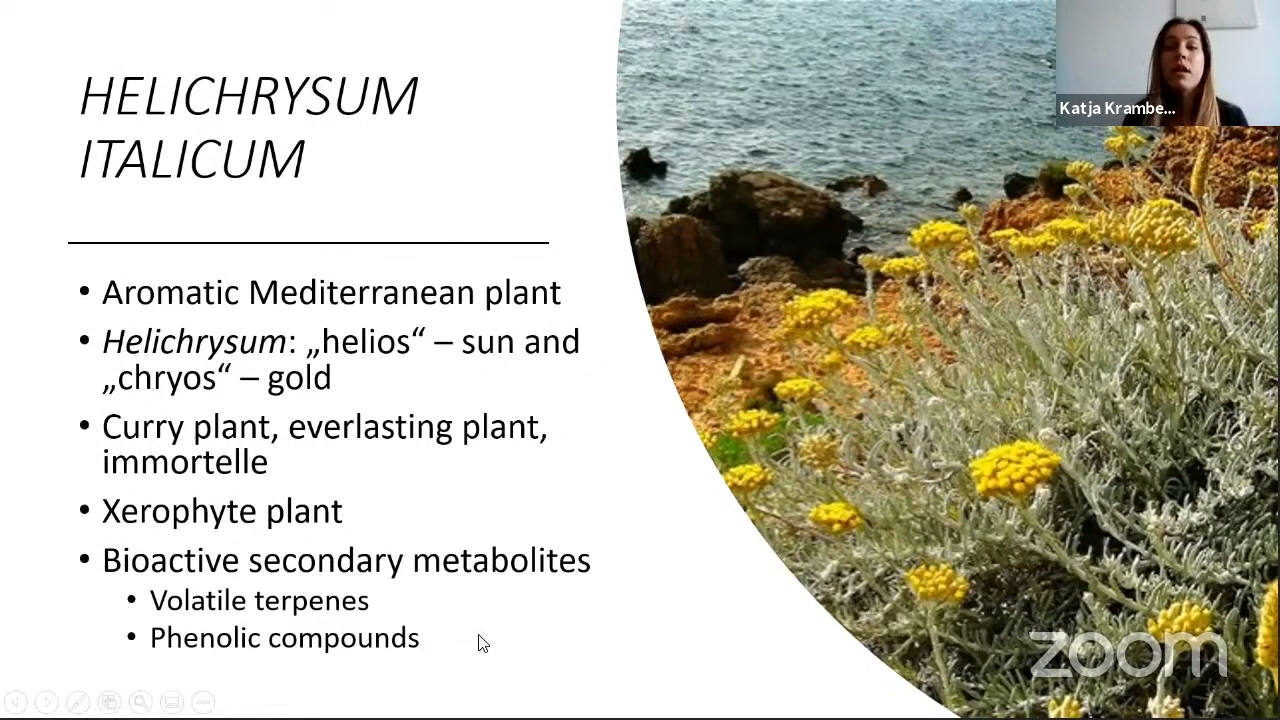 HELICHRYSUM
ITALICUM
• Aromatic Mediterranean plant
• Helichrysum: „helios“ – sun and
„chryos“ – gold
• Curry plant, everlasting plant,
immortelle
• Xerophyte plant
• Bioactive secondary metabolites
• Volatile terpenes
• Phenolic compounds
Katja Krambe...
zoom